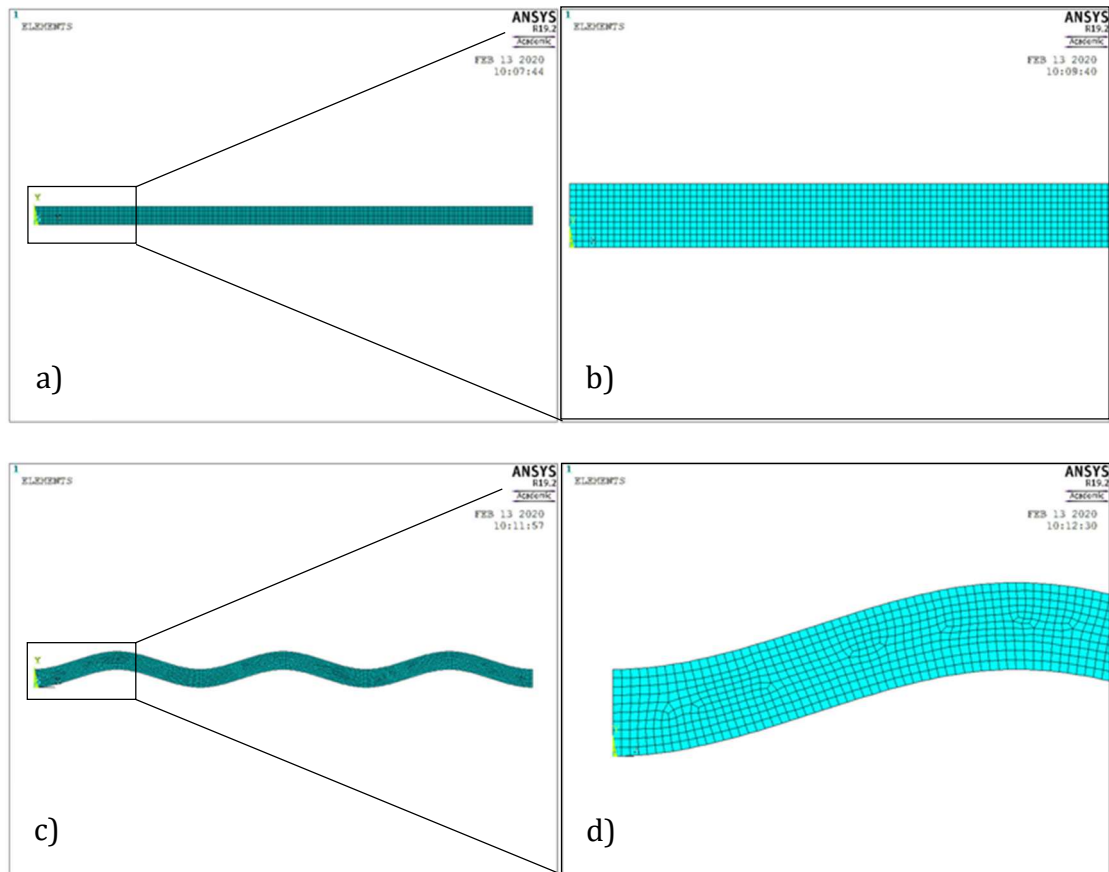 1
ELEMENTS
ANSYS
R19.2
Academic
FEB 13 2020
10:07:44
Y
a)
1
ELEMENTS
ANSYS
R19.2
Academic
FEB 13 2020
10:09:40
b)
1
ELEMENTS
ANSYS
R19.2
Academic
FEB 13 2020
10:11:57
Y
c)
1
ELEMENTS
ANSYS
R19.2
Academic
FEB 13 2020
10:12:30
d)